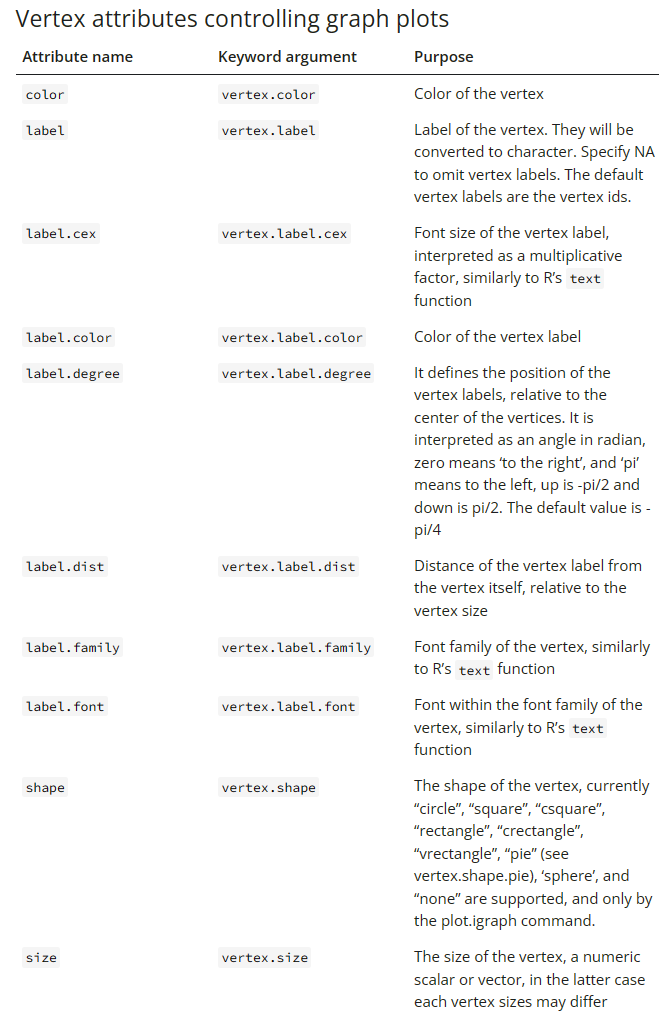 Vertex attributes controlling graph plots
Attribute name Keyword argument Purpose
color vertex.color Color of the vertex
label vertex.label Label of the vertex. They will be
converted to character. Specify NA
to omit vertex labels. The default
vertex labels are the vertex ids.
label.cex vertex.label.cex Font size of the vertex label,
interpreted as a multiplicative
factor, similarly to R’s text
function
label.color vertex.label.color Color of the vertex label
label.degree vertex.label.degree It defines the position of the
vertex labels, relative to the
center of the vertices. It is
interpreted as an angle in radian,
zero means ‘to the right’, and ‘pi’
means to the left, up is -pi/2 and
down is pi/2. The default value is -
pi/4
label.dist vertex.label.dist Distance of the vertex label from
the vertex itself, relative to the
vertex size
label.family vertex.label.family Font family of the vertex, similarly
to R’s text function
label.font vertex.label.font Font within the font family of the
vertex, similarly to R’s text
function
shape vertex.shape The shape of the vertex, currently
“circle”, “square”, “csquare”,
“rectangle”, “crectangle”,
“vrectangle”, “pie” (see
vertex.shape.pie), ‘sphere’, and
“none” are supported, and only by
the plot.igraph command.
size vertex.size The size of the vertex, a numeric
scalar or vector, in the latter case
each vertex sizes may differ